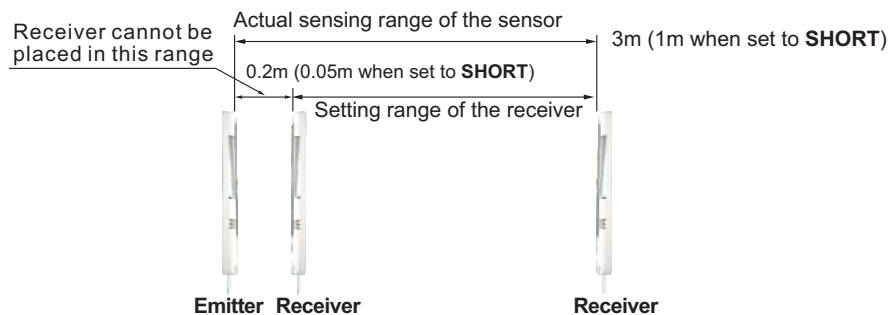 Actual sensing range of the sensor
Receiver cannot be
placed in this range
3m (1m when set to SHORT)
0.2m (0.05m when set to SHORT)
Setting range of the receiver
Emitter
Receiver
Receiver